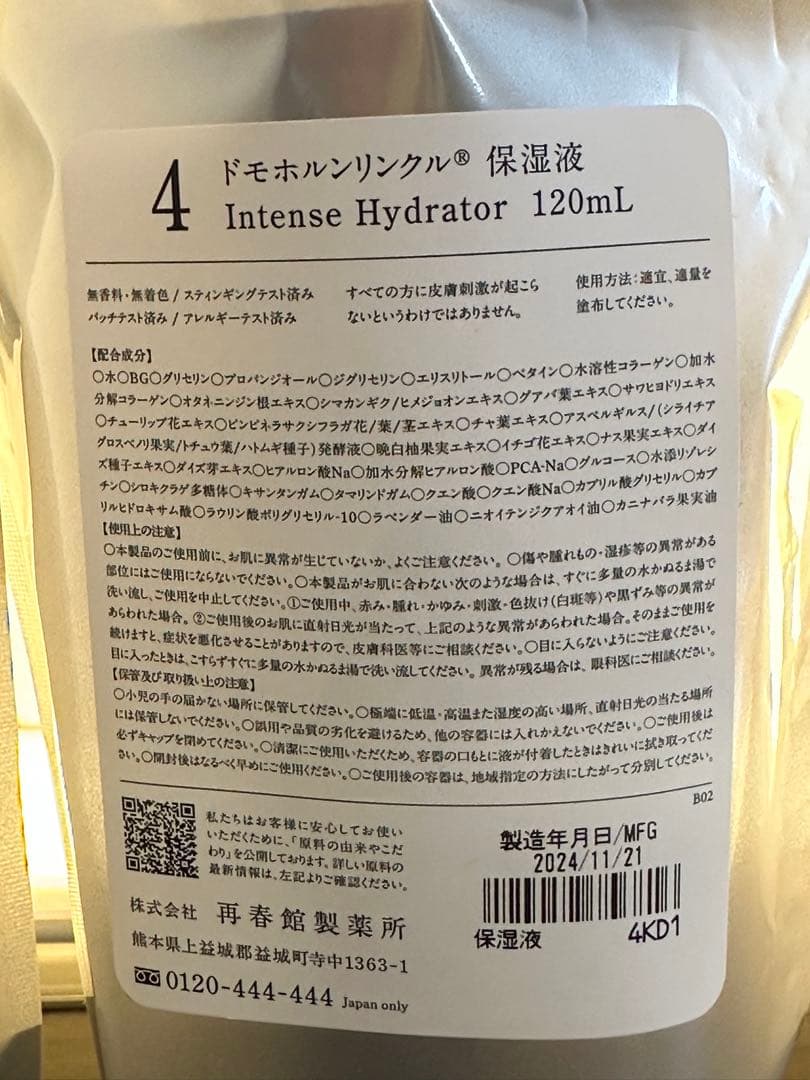 4
ドモホルンリンクル® 保湿液
Intense Hydrator 120mL
無香料・無着色 / スティンギングテスト済み
パッチテスト済み / アレルギーテスト済み
すべての方に皮膚刺激が起こら
ないというわけではありません。
使用方法：適宜、適量を
塗布してください。
【配合成分】
○水○BG○グリセリン○プロパンジオール○ジグリセリン○エリスリトール○ベタイン○水溶性コラーゲン○加水
分解コラーゲン○オタネニンジン根エキス○シマカンギク/ヒメジョオンエキス○グアバ葉エキス○サワヒヨドリエキス
○チューリップ花エキス○ピンピネラサクシフラガ花/葉/茎エキス○チャ葉エキス○アスペルギルス/(シライチア
グロスベノリ果実/トチュウ葉/ハトムギ種子)発酵液○晩白柚果実エキス○イチゴ花エキス○ナス果実エキス○ダイ
ズ種子エキス○ダイズ芽エキス○ヒアルロン酸Na○加水分解ヒアルロン酸○PCA-Na○グルコース○水添リゾレシ
チン○シロキクラゲ多糖体○キサンタンガム○タマリンドガム○クエン酸○クエン酸Na○カプリル酸グリセリル○カプ
リルヒドロキサム酸○ラウリン酸ポリグリセリル-10○ラベンダー油○ニオイテンジクアオイ油○カニナバラ果実油
【使用上の注意】
○本製品のご使用前に、お肌に異常が生じていないか、よくご注意ください。○傷や腫れもの・湿疹等の異常がある
部位にはご使用にならないでください。○本製品がお肌に合わない次のような場合は、すぐに多量の水かぬるま湯で
洗い流し、ご使用を中止してください。①ご使用中、赤み・腫れ・かゆみ・刺激・色抜け(白斑等)や黒ずみ等の異常が
あらわれた場合。②ご使用後のお肌に直射日光が当たって、上記のような異常があらわれた場合。そのままご使用を
続けますと、症状を悪化させることがありますので、皮膚科医等にご相談ください。○目に入らないようにご注意ください。
目に入ったときは、こすらずすぐに多量の水かぬるま湯で洗い流してください。異常が残る場合は、眼科医にご相談ください。
【保管及び取り扱い上の注意】
○小児の手の届かない場所に保管してください。○極端に低温・高温また湿度の高い場所、直射日光の当たる場所
には保管しないでください。○誤用や品質の劣化を避けるため、他の容器には入れかえないでください。○ご使用後は
必ずキャップを閉めてください。○清潔にご使用いただくため、容器の口もとに液が付着したときはきれいに拭き取ってくだ
さい。○開封後はなるべく早めにご使用ください。○ご使用後の容器は、地域指定の方法にしたがって分別してください。
B02
私たちはお客様に安心してお使い
いただくために、「原料の由来やこだ
わり」を公開しております。詳しい原料の
最新情報は、左記よりご確認ください。
株式会社 再春館製薬所
熊本県上益城郡益城町寺中1363-1
0120-444-444 Japan only
製造年月日/MFG
2024/11/21
保湿液 4KD1